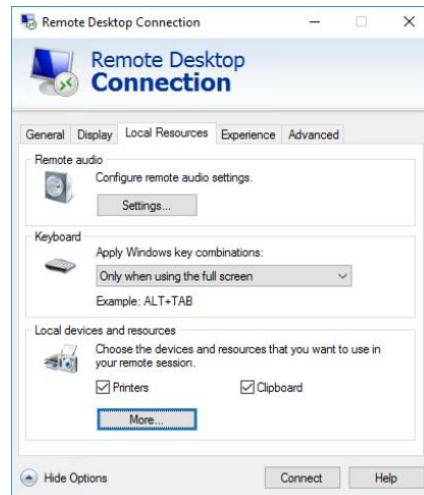 Remote Desktop Connection
Remote Desktop
Connection
General Display Local Resources Experience Advanced
Remote audio
Configure remote audio settings.
Settings...
Keyboard
Apply Windows key combinations:
Only when using the full screen
Example: ALT+TAB
Local devices and resources
Choose the devices and resources that you want to use in
your remote session.
Printers Clipboard
More...
Hide Options Connect Help